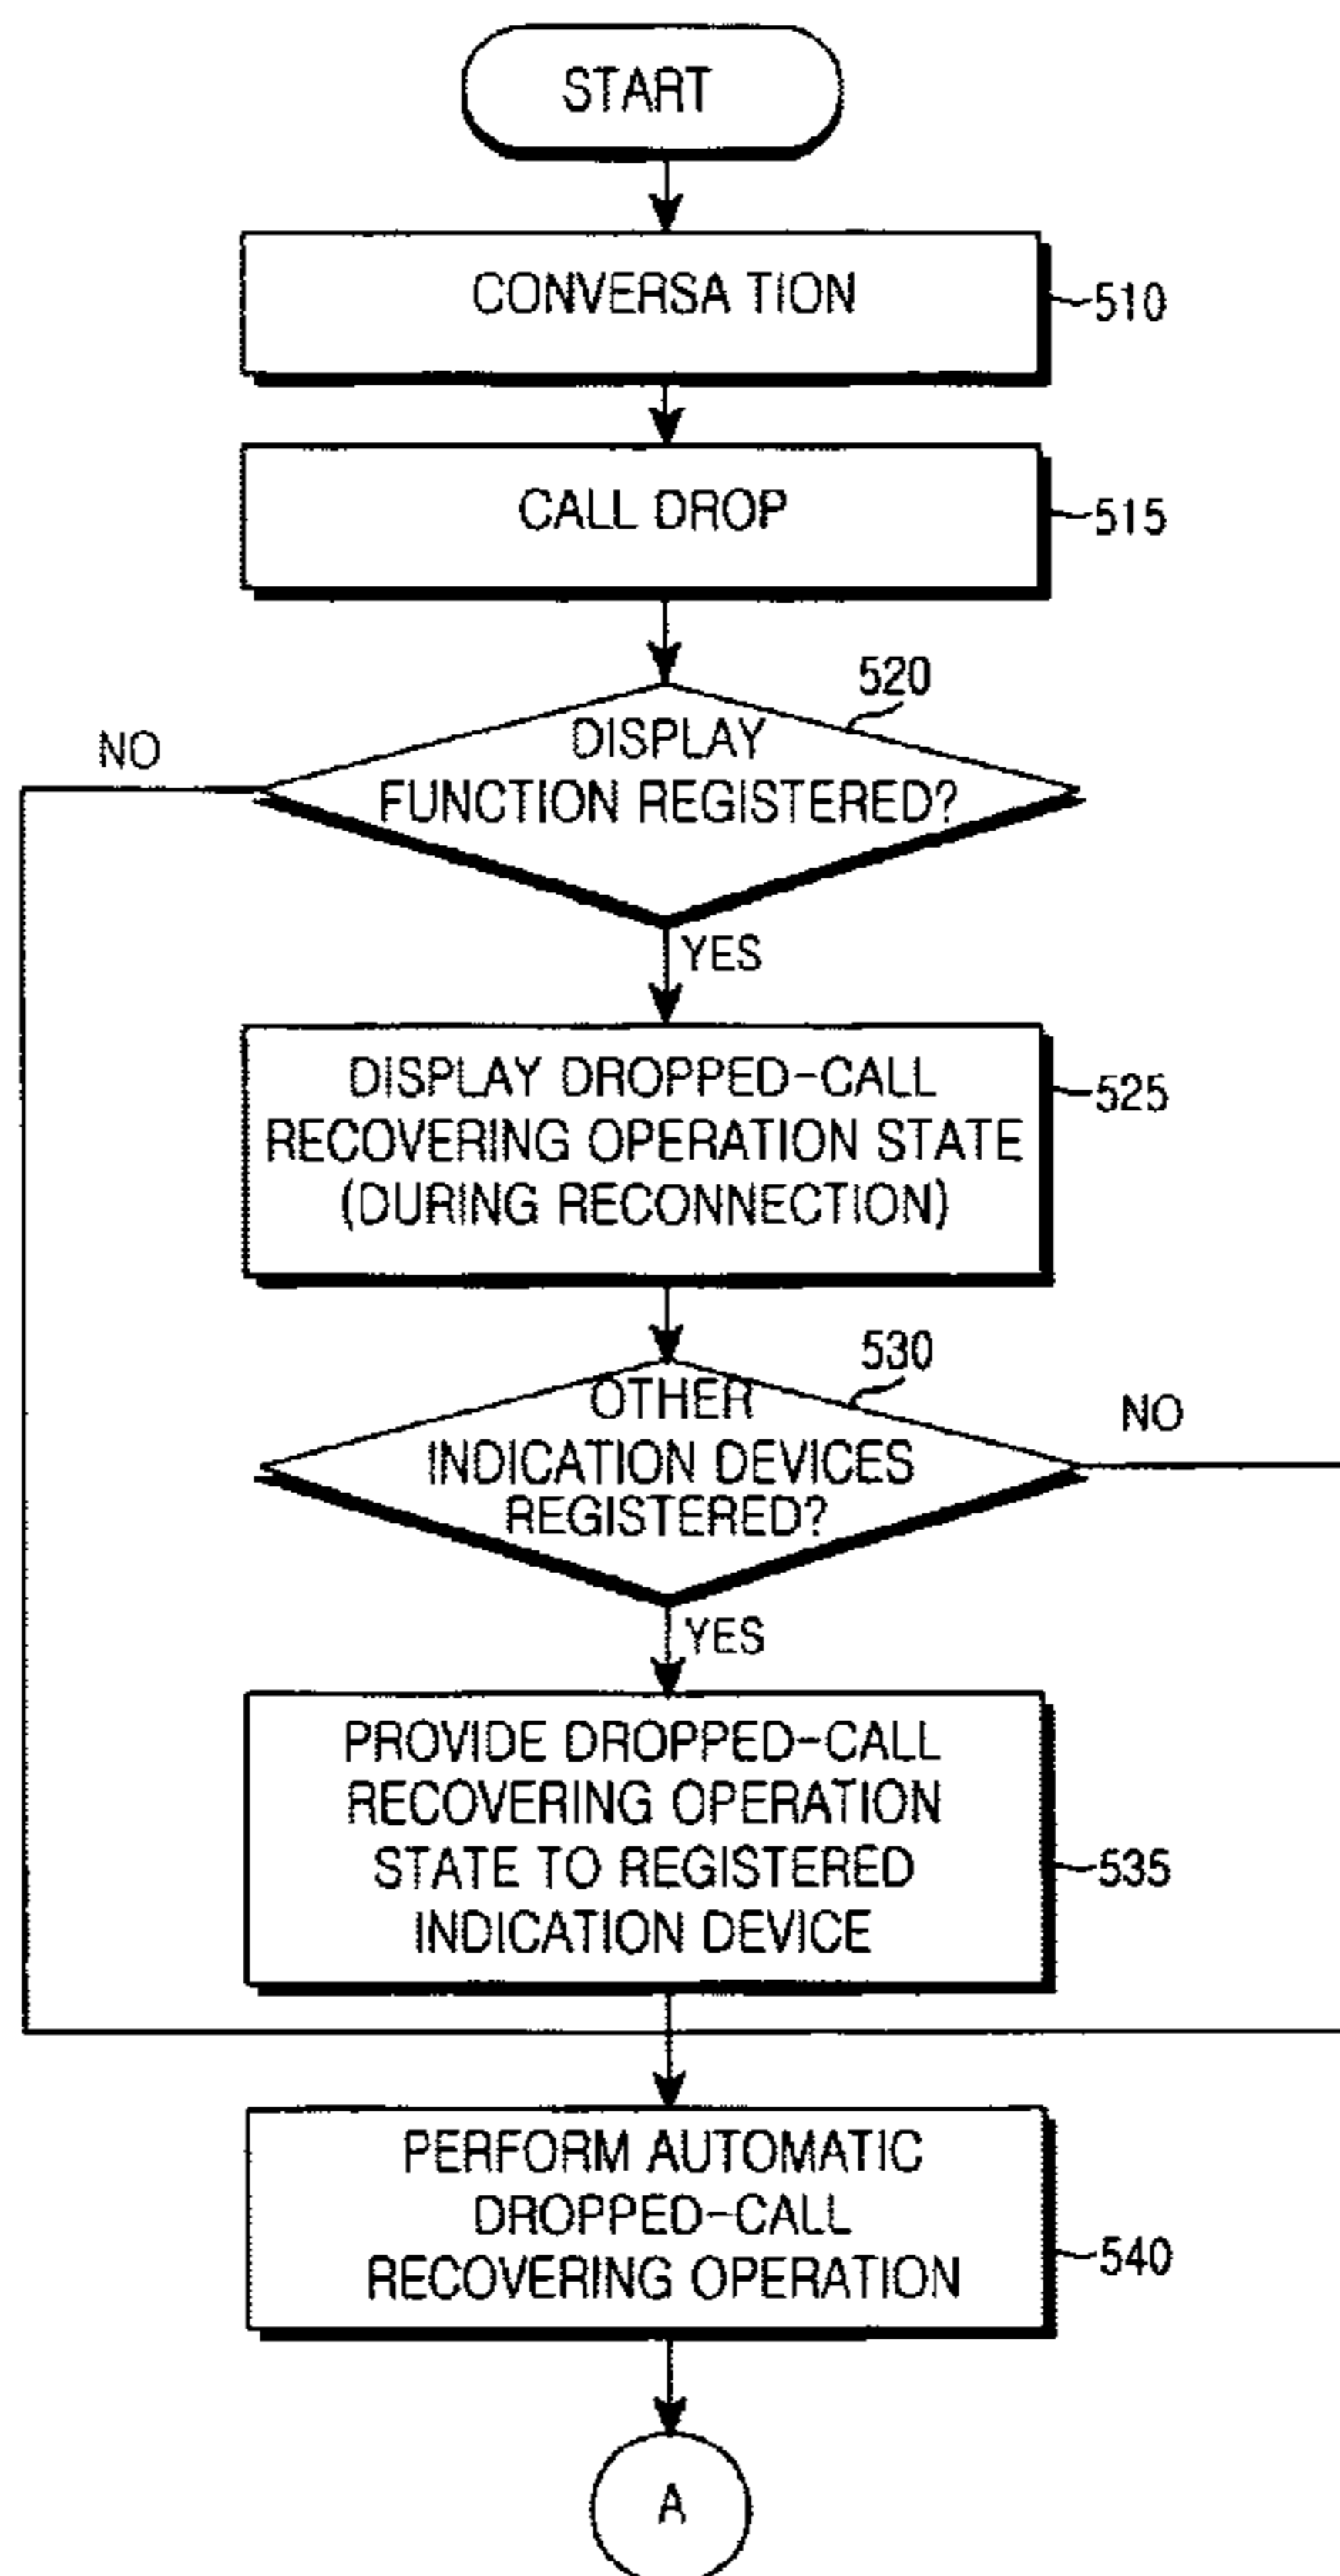 START
CONVERSA TION
510
CALL DROP
515
520
DISPLAY
FUNCTION REGISTERED?
NO
YES
DISPLAY DROPPED-CALL
RECOVERING OPERATION STATE
(DURING RECONNECTION)
525
530
OTHER
INDICATION DEVICES
REGISTERED?
NO
YES
PROVIDE DROPPED-CALL
RECOVERING OPERATION
STATE TO REGISTERED
INDICATION DEVICE
535
PERFORM AUTOMATIC
DROPPED-CALL
RECOVERING OPERATION
540
A